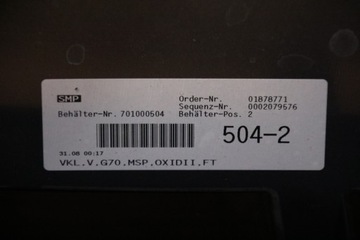 SMP
Order-Nr. 01878771
Sequenz-Nr. 0002079576
Behälter-Nr. 701000504 Behälter-Pos. 2
504-2
31.08 00:17
VKL,V,G70,MSP,OXIDII,FT